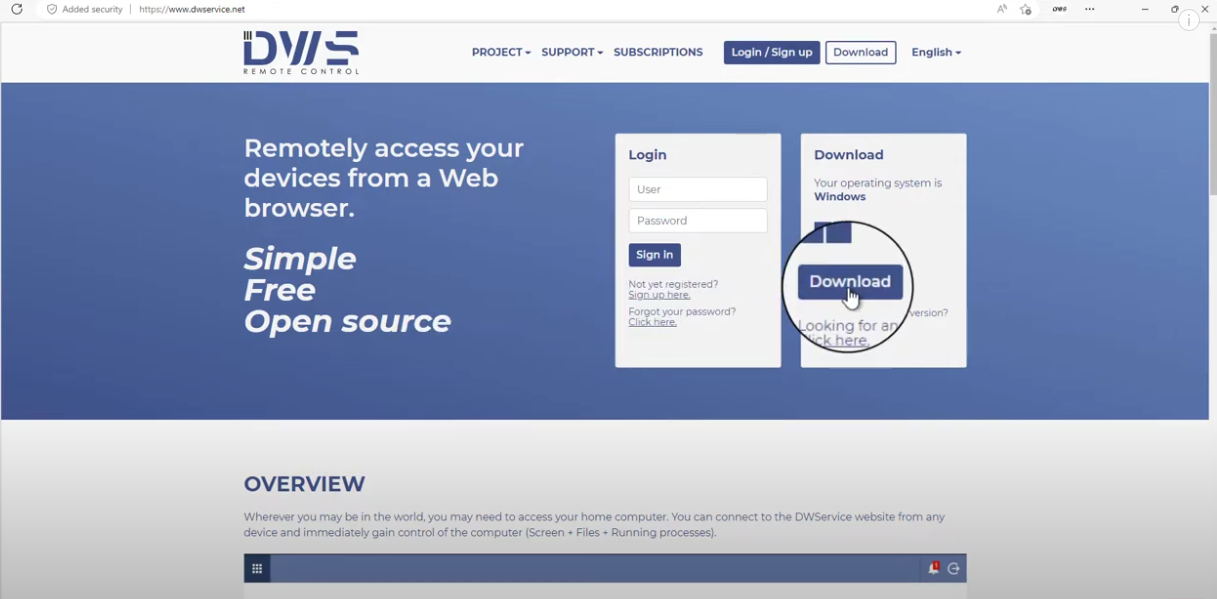 Added security
https://www.dwservice.net
DWS
REMOTE CONTROL
PROJECT
SUPPORT
SUBSCRIPTIONS
Login / Sign up
Download
English
Remotely access your
devices from a Web
browser.
Simple
Free
Open source
Login
User
Password
Sign in
Not yet registered?
Sign up here.
Forgot your password?
Click here.
Download
Your operating system is
Windows
Download
Looking for an version?
lick here.
OVERVIEW
Wherever you may be in the world, you may need to access your home computer. You can connect to the DWService website from any
device and immediately gain control of the computer (Screen + Files + Running processes).